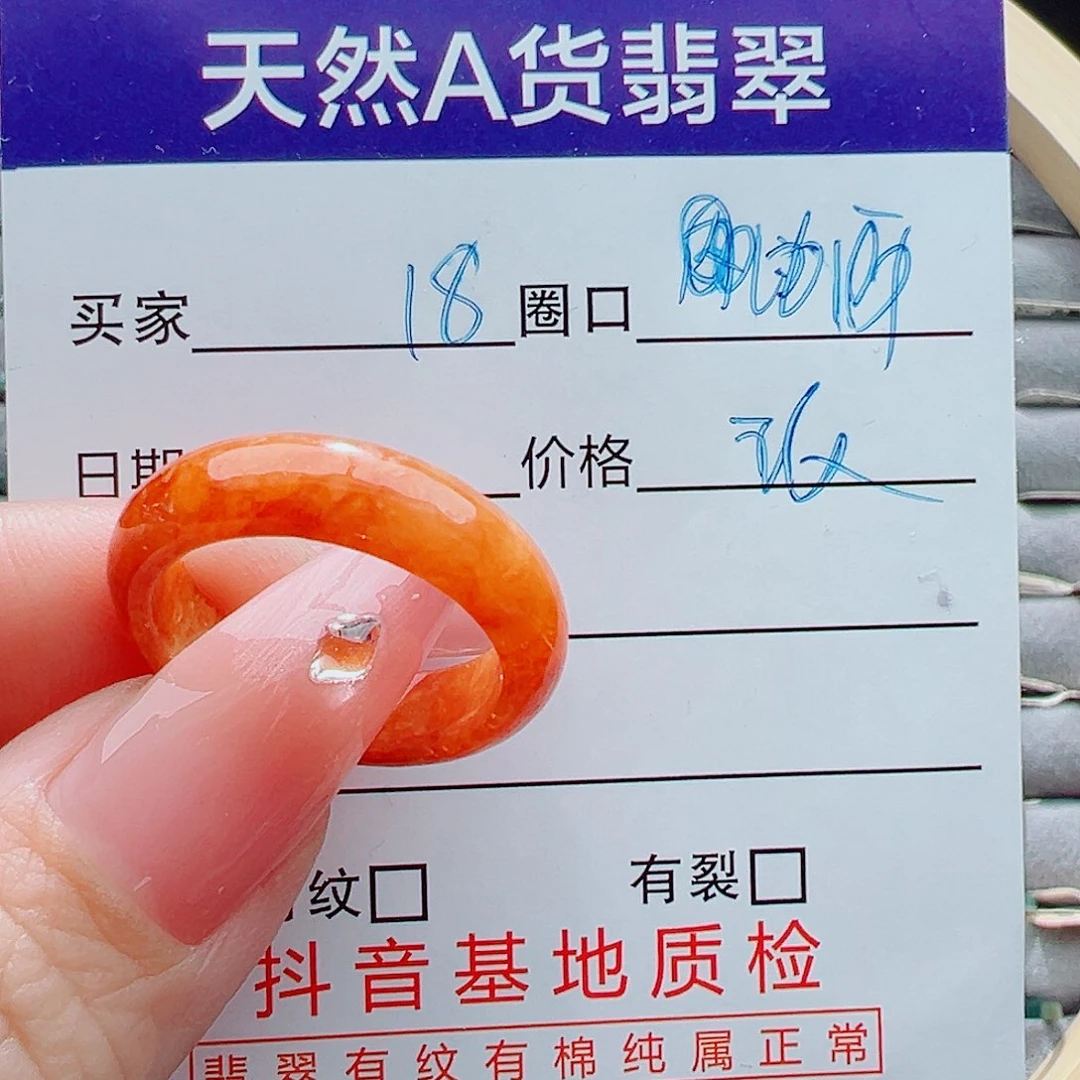 天然A货翡翠
买家 18 圈口
日期 价格
纹□ 有裂□
抖音基地质检
翡翠有纹有棉纯属正常